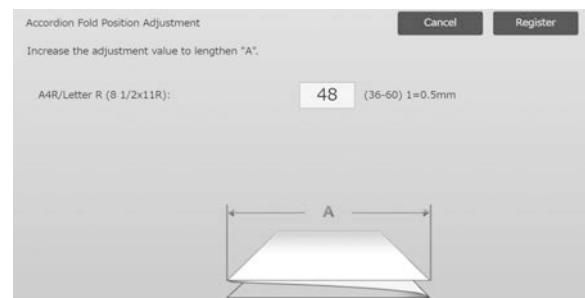 Accordion Fold Position Adjustment
Cancel
Register
Increase the adjustment value to lengthen "A".
A4R/Letter R (8 1/2x11R):
48
(36-60) 1=0.5mm
A